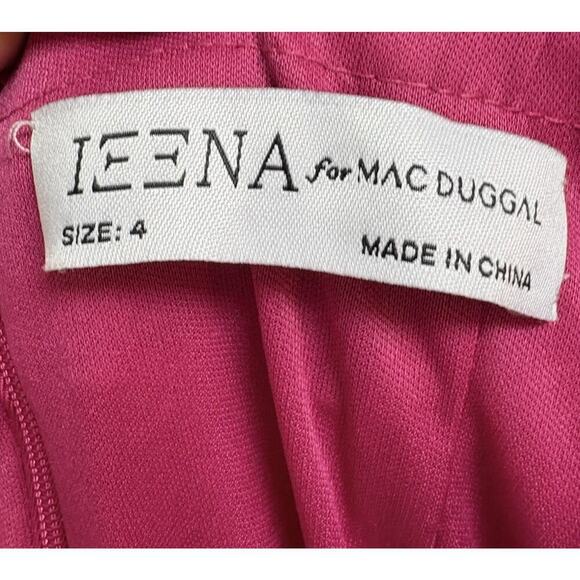 IEENA for MAC DUGGAL
SIZE: 4
MADE IN CHINA